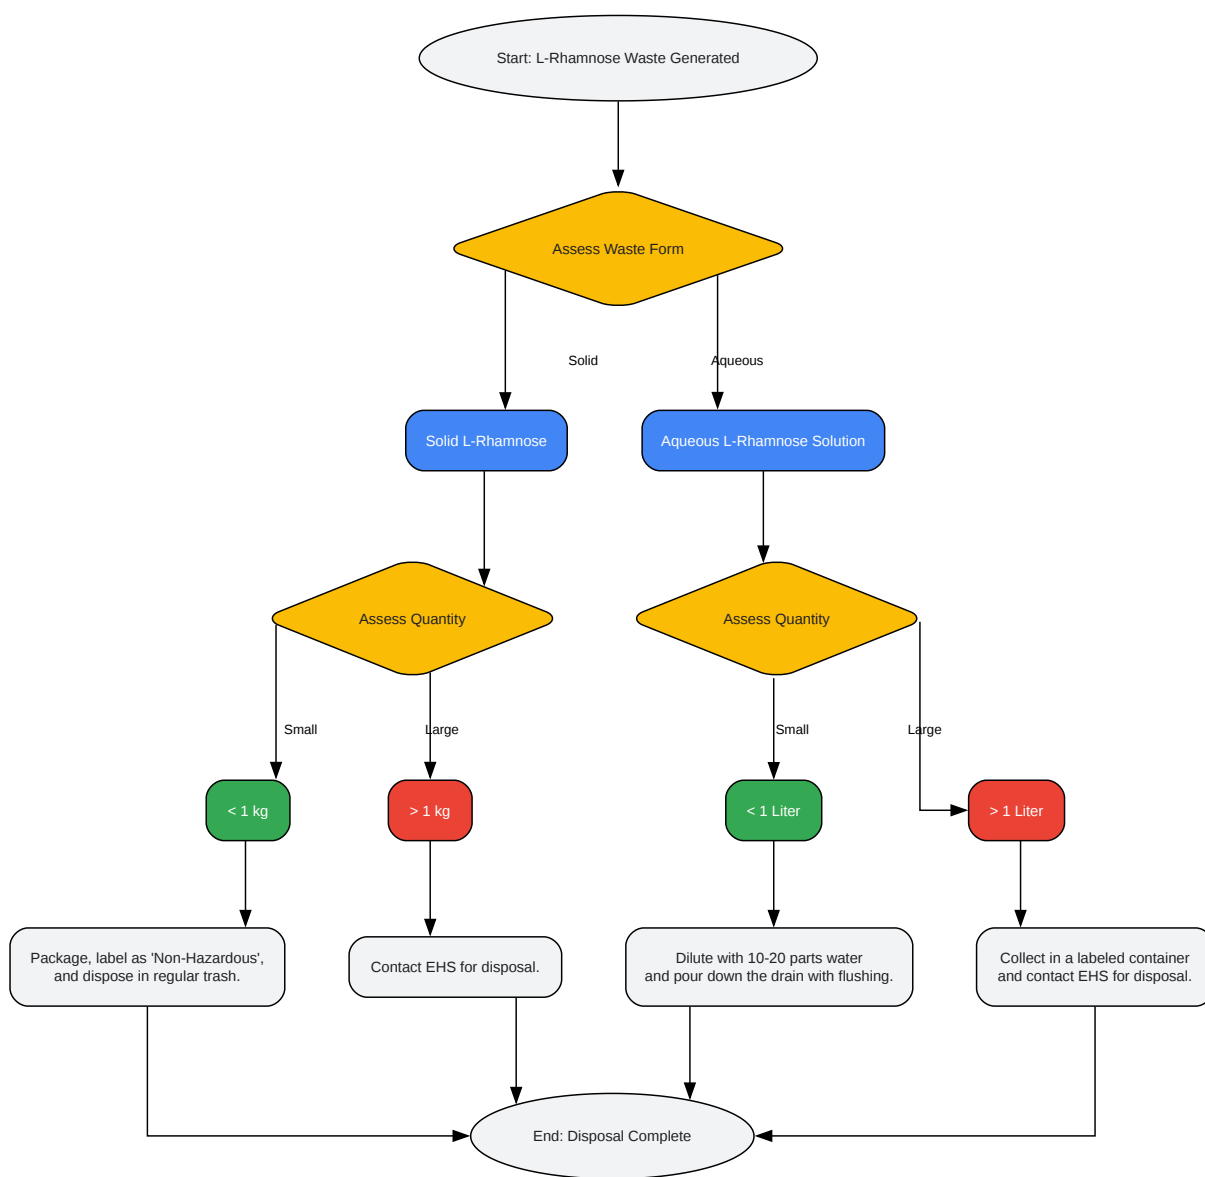 Start: L-Rhamnose Waste Generated
Assess Waste Form
Solid
Aqueous
Solid L-Rhamnose
Aqueous L-Rhamnose Solution
Assess Quantity
Assess Quantity
Small
Large
Small
Large
< 1 kg
> 1 kg
< 1 Liter
> 1 Liter
Package, label as 'Non-Hazardous',
and dispose in regular trash.
Contact EHS for disposal.
Dilute with 10-20 parts water
and pour down the drain with flushing.
Collect in a labeled container
and contact EHS for disposal.
End: Disposal Complete